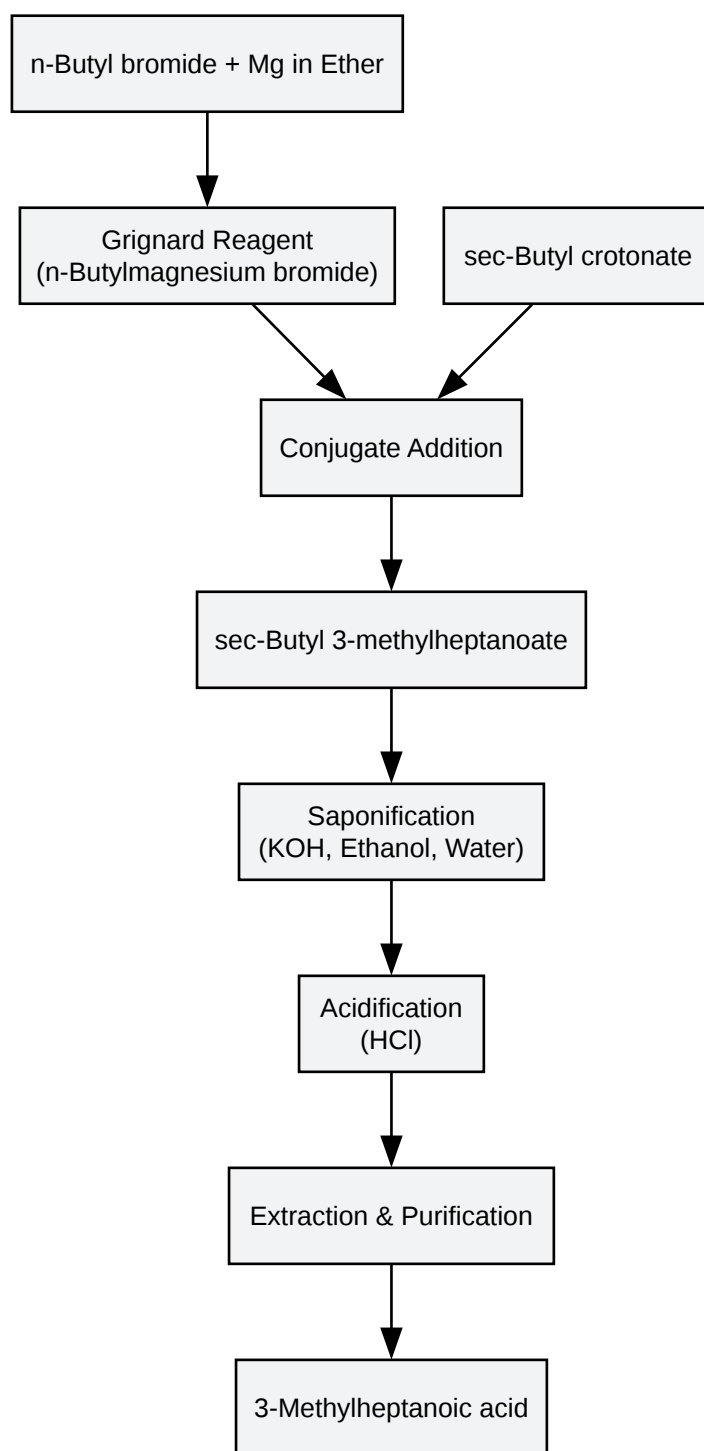 n-Butyl bromide + Mg in Ether
Grignard Reagent
(n-Butylmagnesium bromide)
sec-Butyl crotonate
Conjugate Addition
sec-Butyl 3-methylheptanoate
Saponification
(KOH, Ethanol, Water)
Acidification
(HCl)
Extraction & Purification
3-Methylheptanoic acid